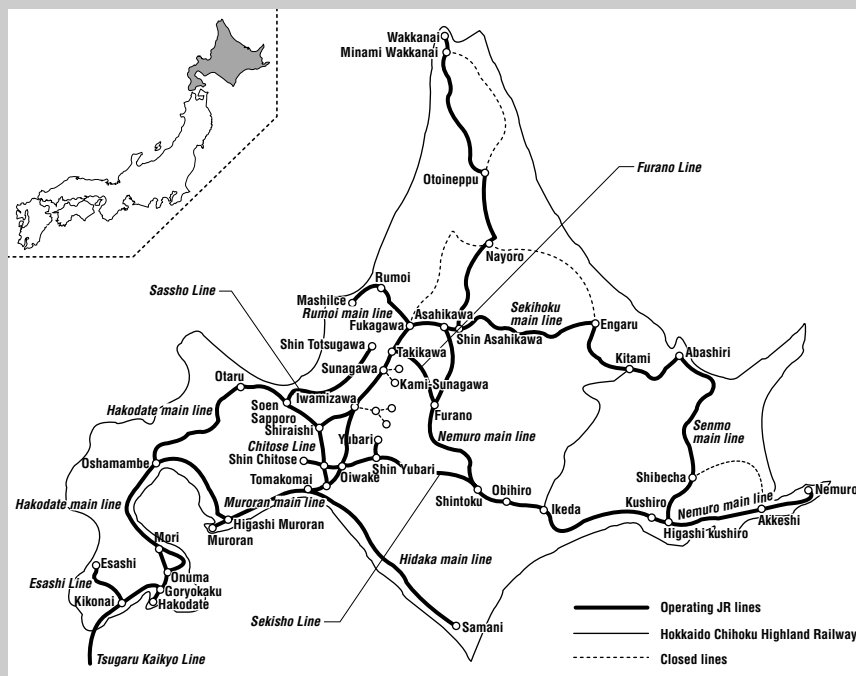 Wakkanai
Minami Wakkanai
Furano Line
Otoineppu
Nayoro
Rumoi
Sassho Line
Mashilce
Rumoi main line
Asahikawa
Sekihoku
main line
Fukagawa
Engaru
Shin Asahikawa
Shin Totsugawa
Takikawa
Kitami
Abashiri
Sunagawa
Otaru
Kami-Sunagawa
Iwamizawa
Soen
Hakodate main line
Sapporo
Furano
Senmo
main line
Shiraishi
Yubari
Nemuro main line
Chitose Line
Shin Chitose
Shin Yubari
Oshamambe
Oiwake
Shibecha
Tomakomai
Shintoku
Obihiro
Nemuro
Hakodate main line
Muroran main line
Ikeda
Kushiro
Nemuro main line
Akkeshi
Higashi Muroran
Higashi kushiro
Muroran
Mori
Hidaka main line
Esashi
Onuma
Esashi Line
Goryokaku
Kikonai
Hakodate
Operating JR lines
Sekisho Line
Samani
Hokkaido Chihoku Highland Railway
Tsugaru Kaikyo Line
Closed lines